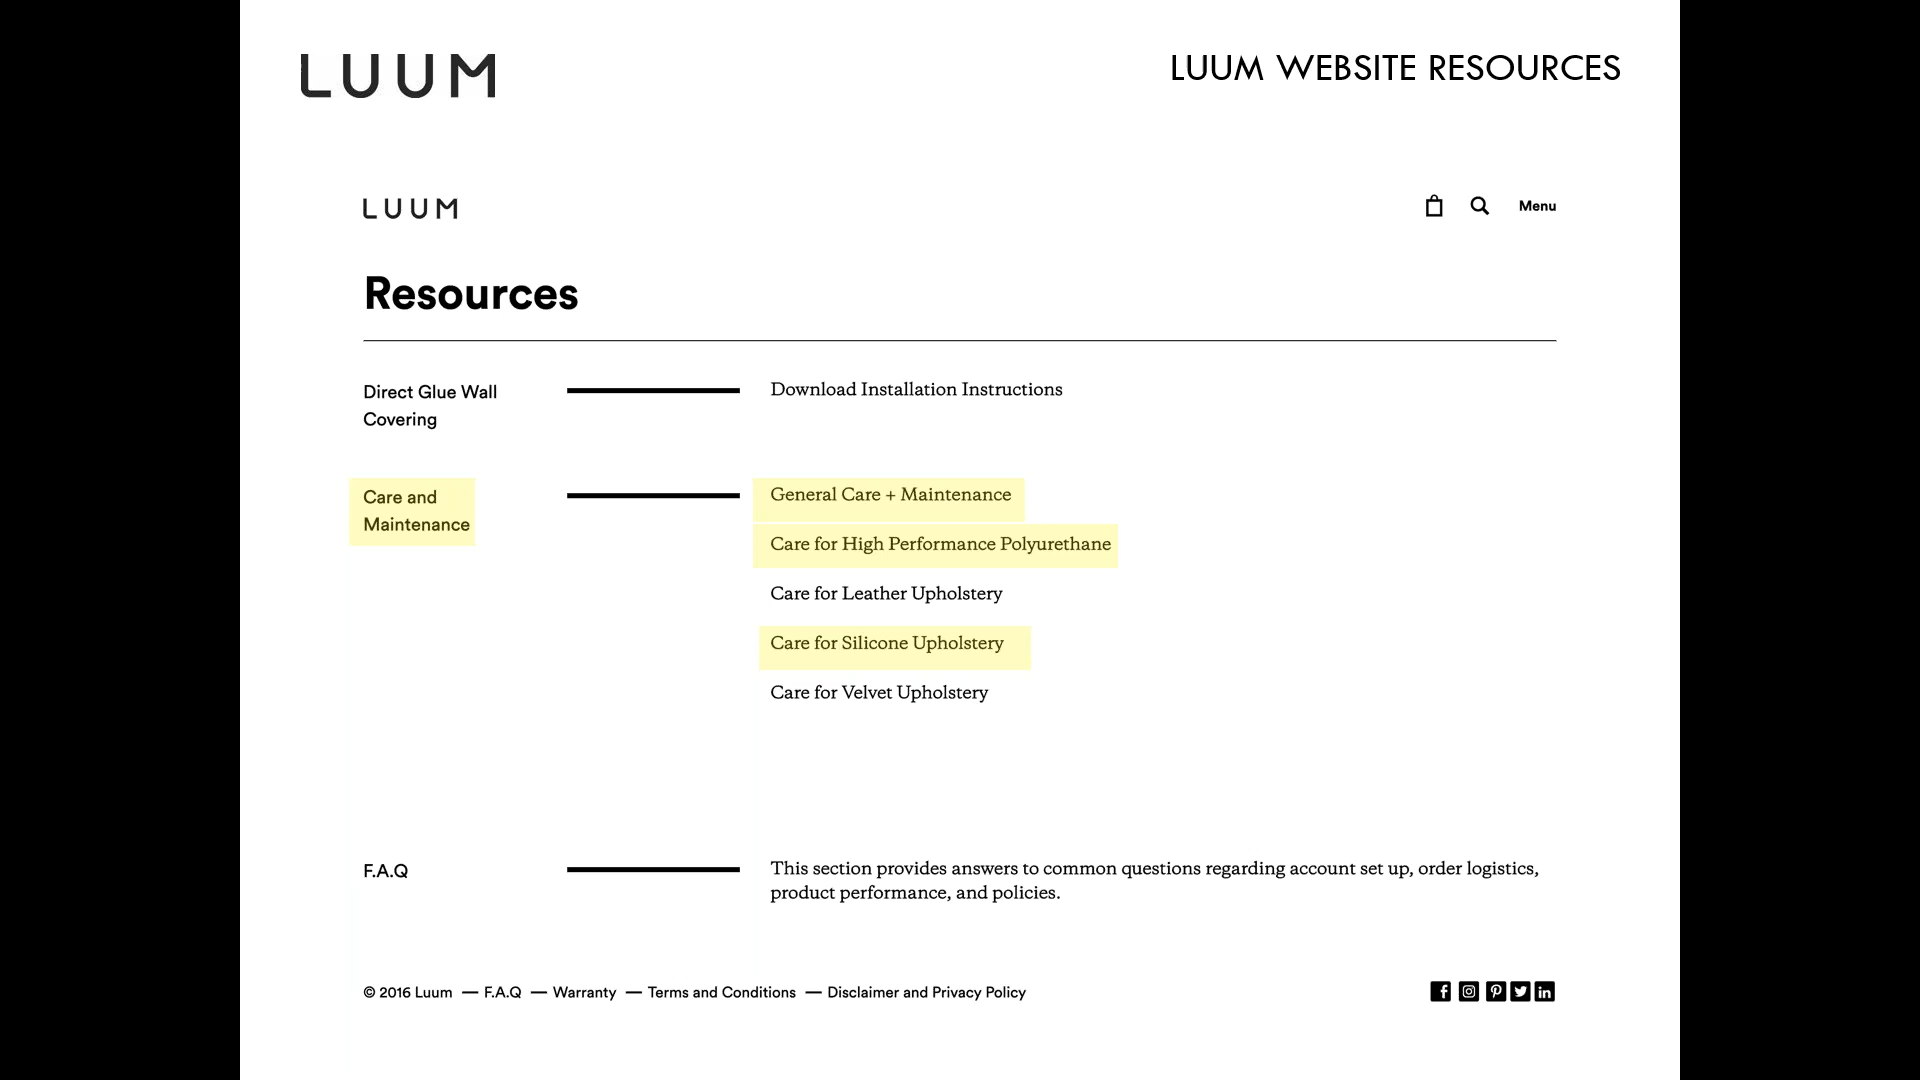 LUUM
LUUM WEBSITE RESOURCES
LUUM
Menu
Resources
Direct Glue Wall
Covering
Download Installation Instructions
Care and
Maintenance
General Care + Maintenance
Care for High Performance Polyurethane
Care for Leather Upholstery
Care for Silicone Upholstery
Care for Velvet Upholstery
F.A.Q
This section provides answers to common questions regarding account set up, order logistics,
product performance, and policies.
© 2016 Luum — F.A.Q — Warranty — Terms and Conditions — Disclaimer and Privacy Policy